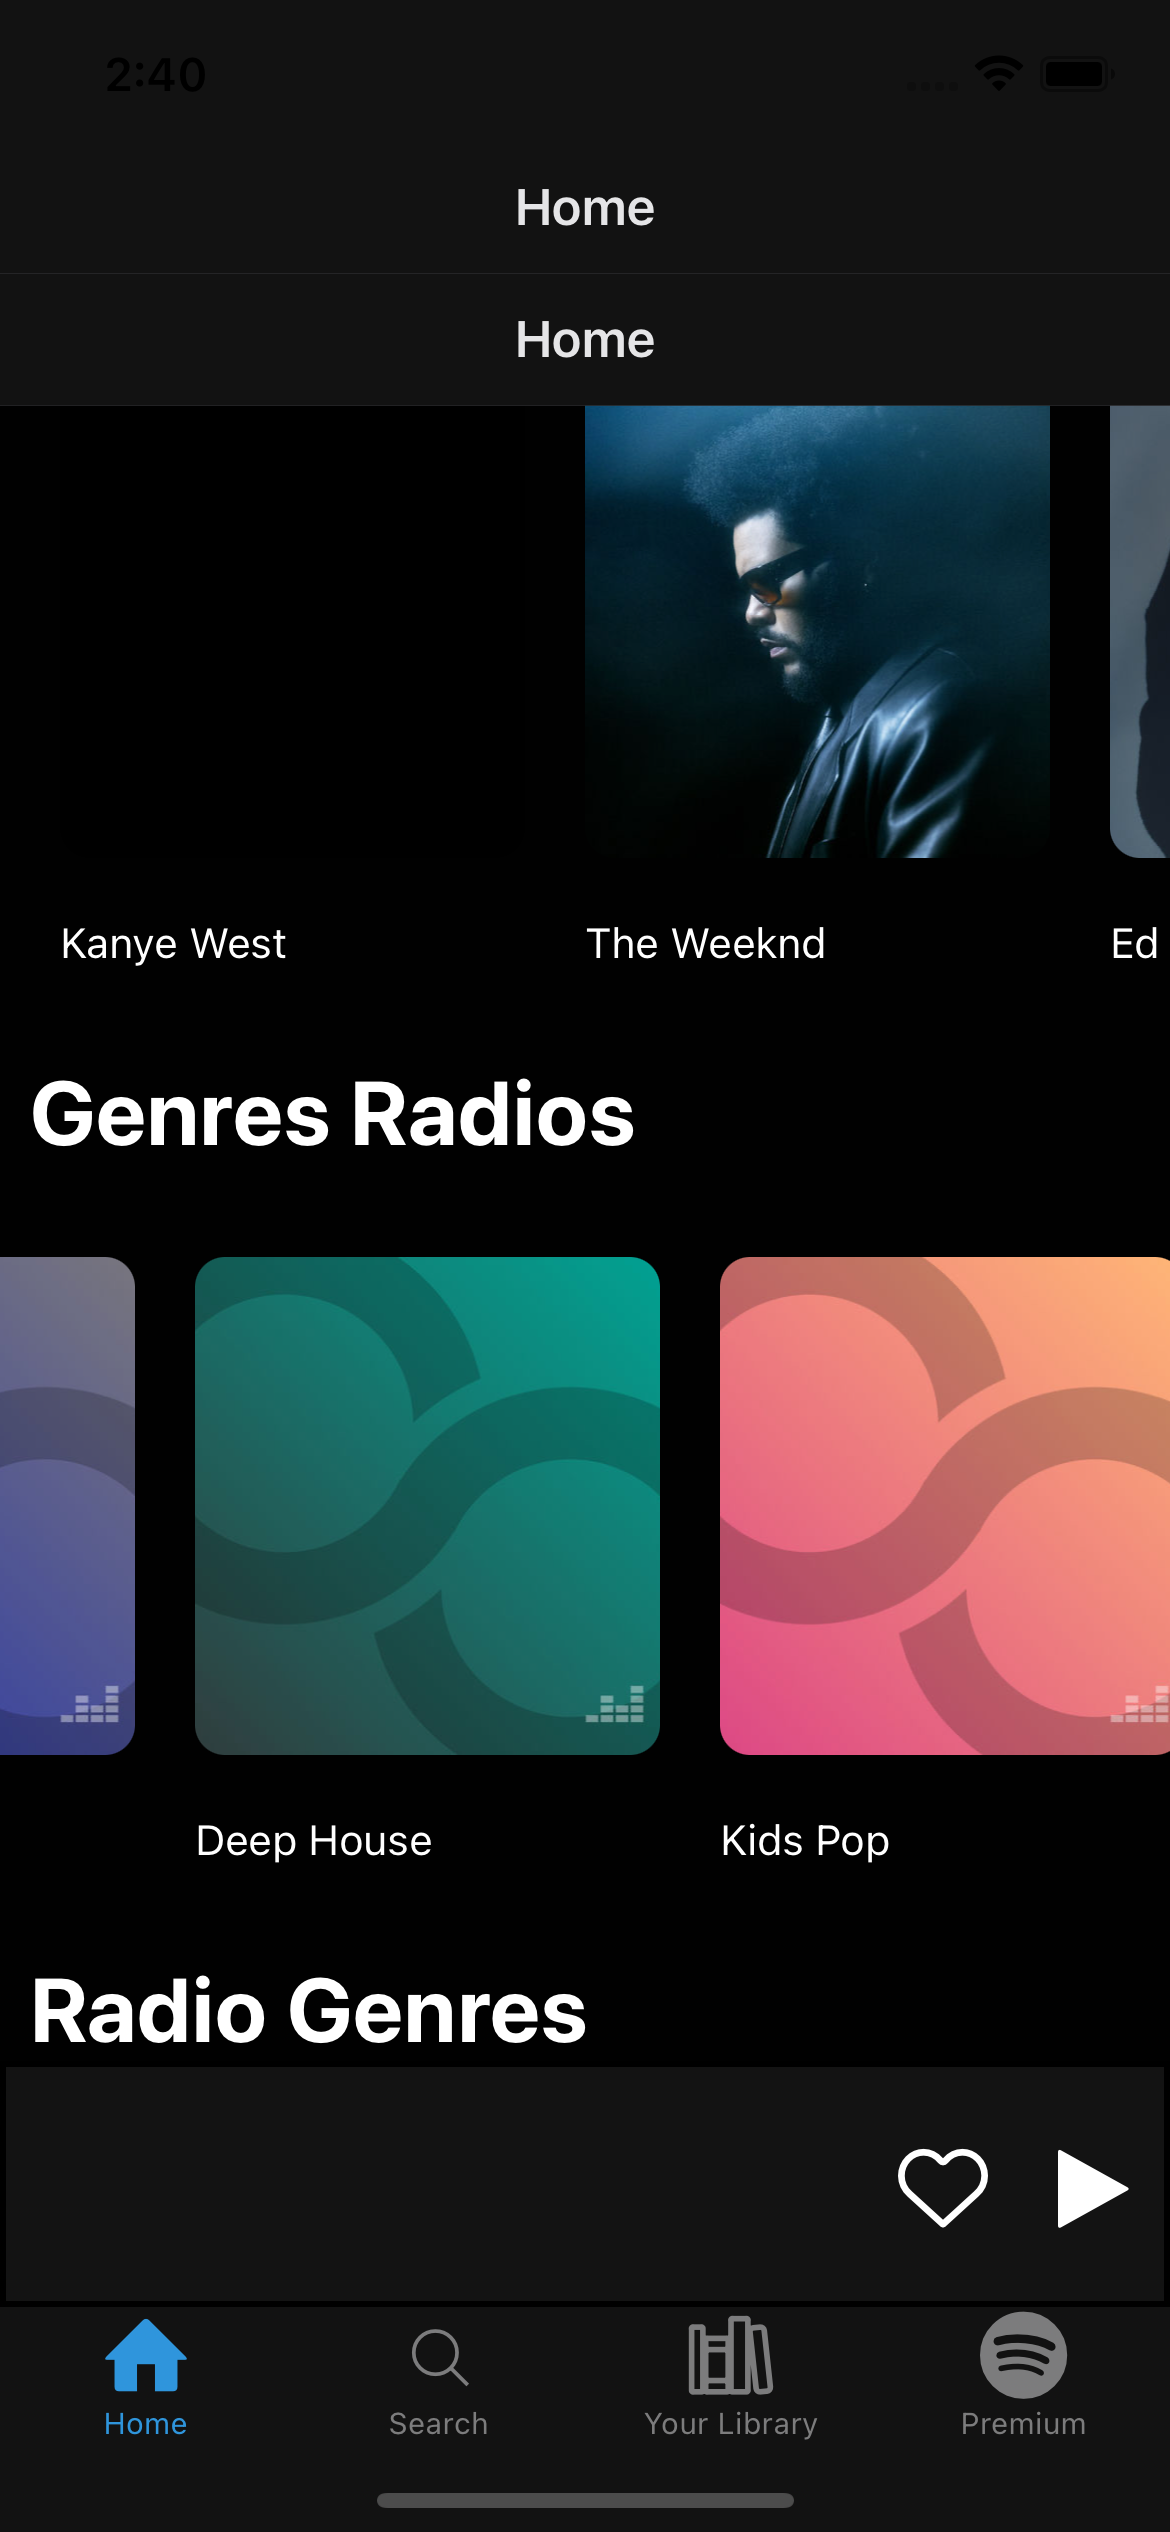 2:40
Home
Home
Kanye West
The Weeknd
Ed
Genres Radios
Deep House
Kids Pop
Radio Genres
Home
Search
Your Library
Premium